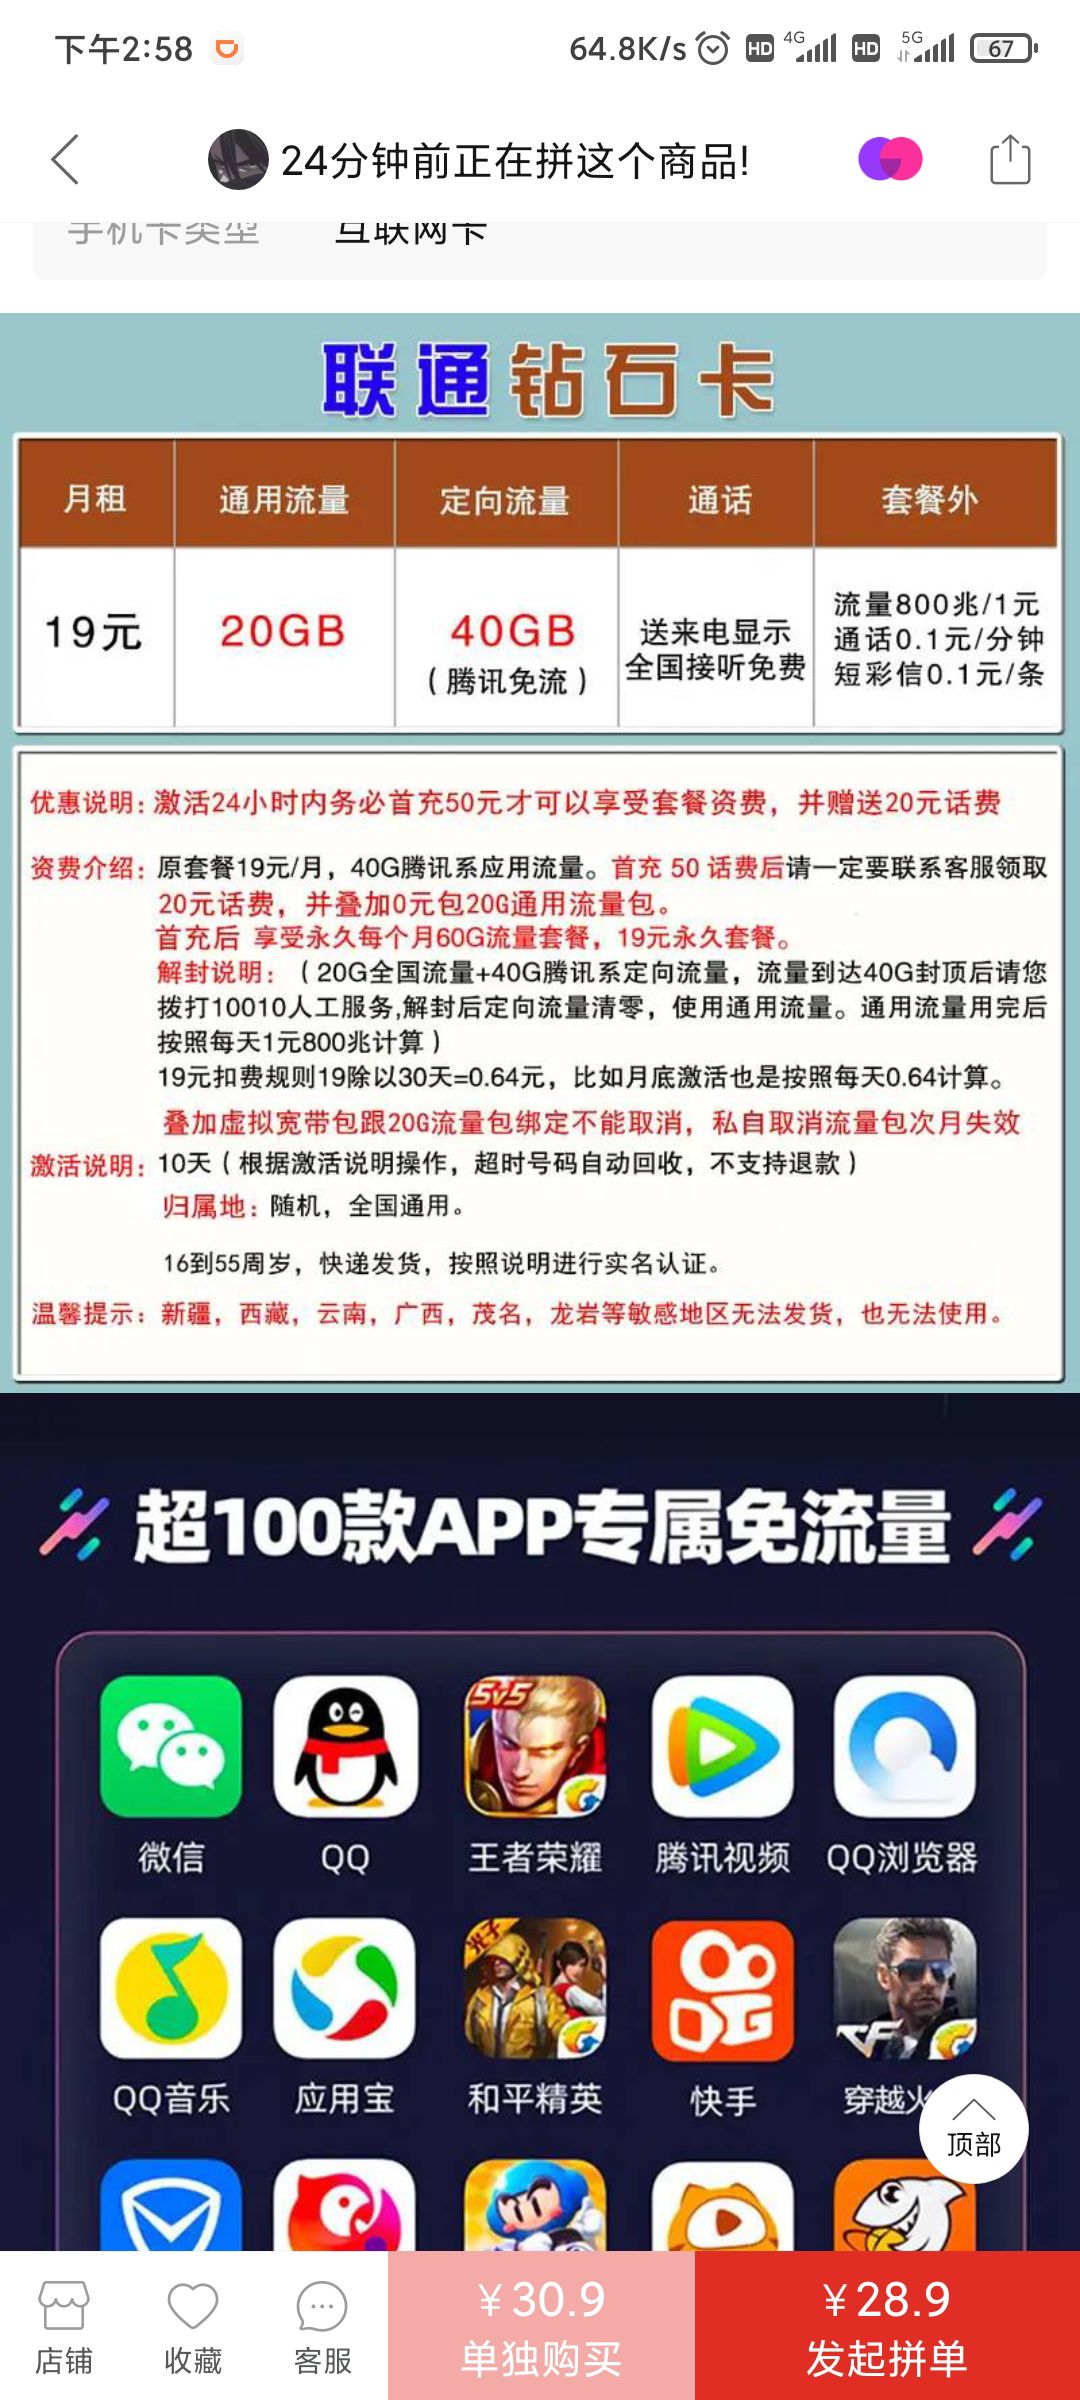 下午2:58
64.8K/s HD 4G HD 5G 67
24分钟前正在拼这个商品!
手机卡类型 互联网卡
联通钻石卡
月租 通用流量 定向流量 通话 套餐外
19元 20GB 40GB
(腾讯免流)
送来电显示
全国接听免费
流量800兆/1元
通话0.1元/分钟
短彩信0.1元/条
优惠说明：激活24小时内务必首充50元才可以享受套餐资费，并赠送20元话费
资费介绍：原套餐19元/月，40G腾讯系应用流量。首充 50 话费后请一定要联系客服领取
20元话费，并叠加0元包20G通用流量包。
首充后 享受永久每个月60G流量套餐，19元永久套餐。
解封说明：（20G全国流量+40G腾讯系定向流量，流量到达40G封顶后请您
拨打10010人工服务,解封后定向流量清零，使用通用流量。通用流量用完后
按照每天1元800兆计算）
19元扣费规则19除以30天=0.64元，比如月底激活也是按照每天0.64计算。
叠加虚拟宽带包跟20G流量包绑定不能取消，私自取消流量包次月失效
激活说明：10天（根据激活说明操作，超时号码自动回收，不支持退款）
归属地：随机，全国通用。
16到55周岁，快递发货，按照说明进行实名认证。
温馨提示：新疆，西藏，云南，广西，茂名，龙岩等敏感地区无法发货，也无法使用。
超100款APP专属免流量
5v5
微信 QQ 王者荣耀 腾讯视频 QQ浏览器
光子
CF
QQ音乐 应用宝 和平精英 快手 穿越火
顶部
店铺 收藏 客服
¥30.9
单独购买
¥28.9
发起拼单